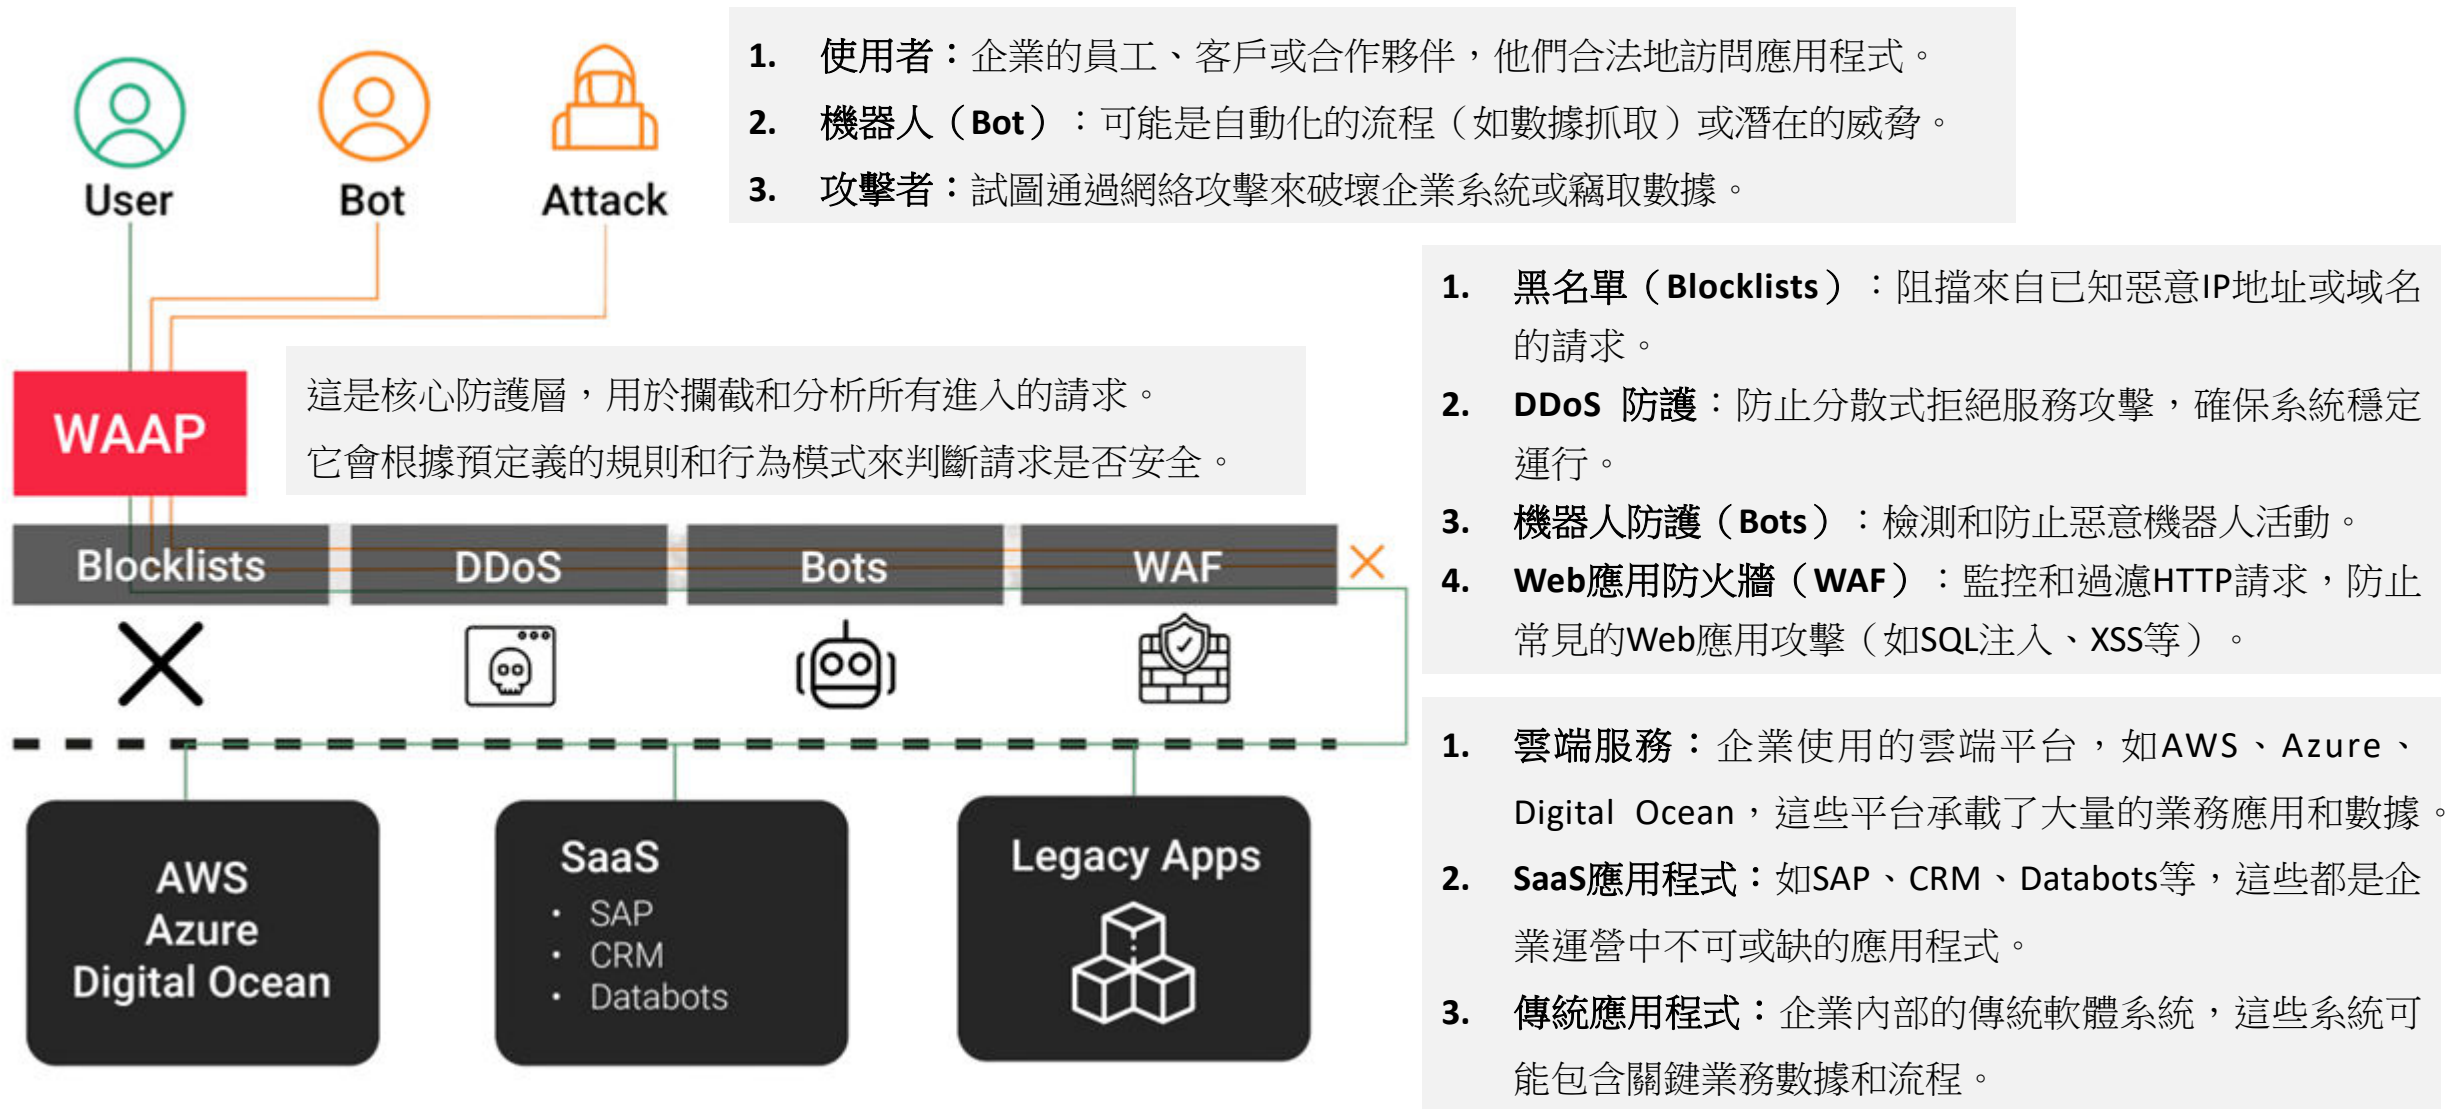 User
Bot
Attack
1. 使用者：企業的員工、客戶或合作夥伴，他們合法地訪問應用程式。
2. 機器人（Bot）：可能是自動化的流程（如數據抓取）或潛在的威脅。
3. 攻擊者：試圖通過網絡攻擊來破壞企業系統或竊取數據。
WAAP
這是核心防護層，用於攔截和分析所有進入的請求。
它會根據預定義的規則和行為模式來判斷請求是否安全。
1. 黑名單（Blocklists）：阻擋來自已知惡意IP地址或域名
的請求。
2. DDoS 防護：防止分散式拒絕服務攻擊，確保系統穩定
運行。
3. 機器人防護（Bots）：檢測和防止惡意機器人活動。
4. Web應用防火牆（WAF）：監控和過濾HTTP請求，防止
常見的Web應用攻擊（如SQL注入、XSS等）。
Blocklists
DDoS
Bots
WAF
AWS
Azure
Digital Ocean
SaaS
• SAP
• CRM
• Databots
Legacy Apps
1. 雲端服務：企業使用的雲端平台，如AWS、Azure、
Digital Ocean，這些平台承載了大量的業務應用和數據。
2. SaaS應用程式：如SAP、CRM、Databots等，這些都是企
業運營中不可或缺的應用程式。
3. 傳統應用程式：企業內部的傳統軟體系統，這些系統可
能包含關鍵業務數據和流程。